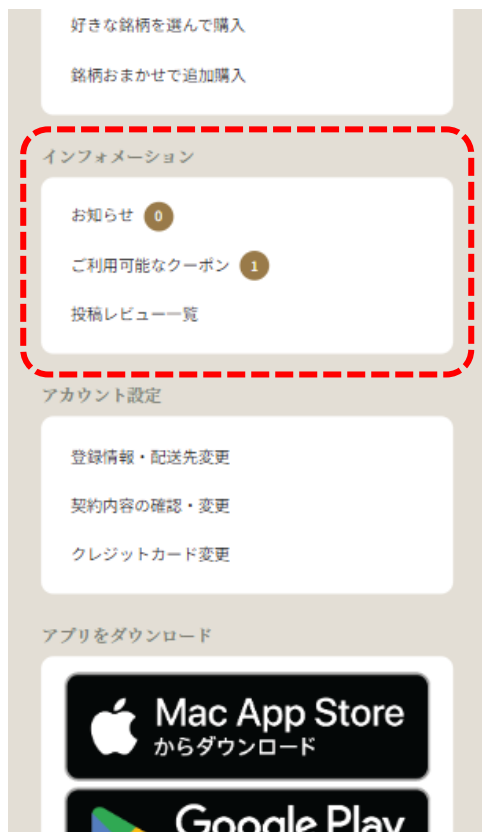 好きな銘柄を選んで購入
銘柄おまかせで追加購入
インフォメーション
お知らせ 0
ご利用可能なクーポン 1
投稿レビュー一覧
アカウント設定
登録情報・配送先変更
契約内容の確認・変更
クレジットカード変更
アプリをダウンロード
Mac App Store
からダウンロード
Google Play